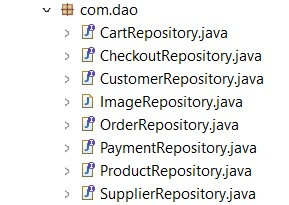 com.dao
CartRepository.java
CheckoutRepository.java
CustomerRepository.java
ImageRepository.java
OrderRepository.java
PaymentRepository.java
ProductRepository.java
SupplierRepository.java